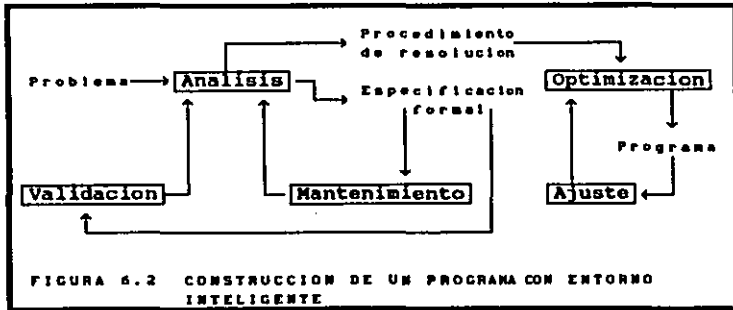 Procedimiento
de resolucion
Problema
Analisis
Optimizacion
Especificacion
formal
Programa
Validacion
Mantenimiento
Ajuste
FIGURA 6.2 CONSTRUCCION DE UN PROGRAMA CON ENTORNO
INTELIGENTE